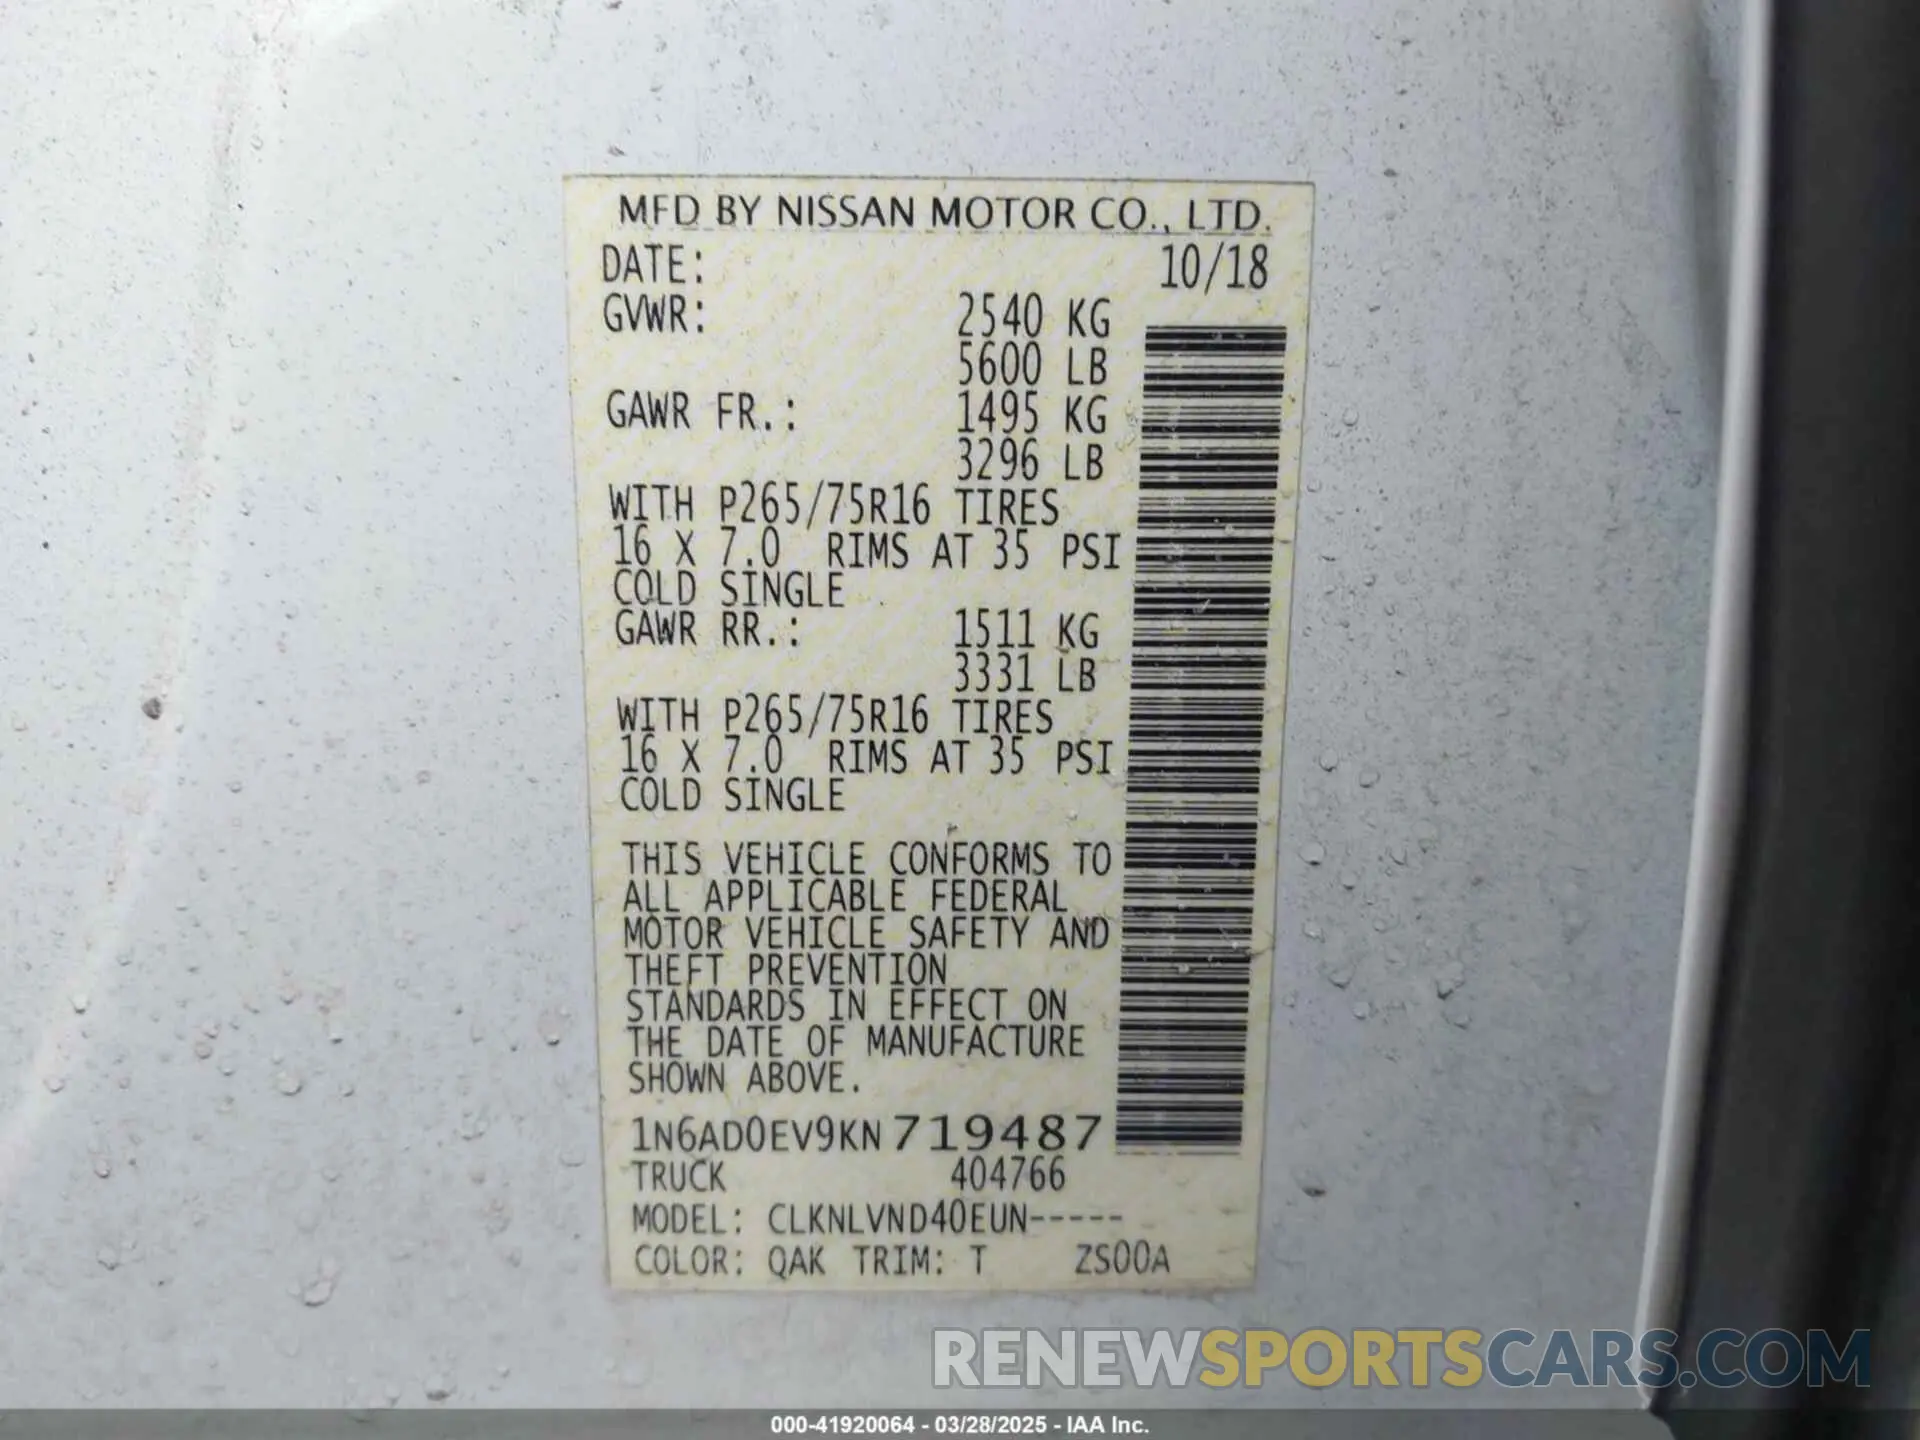 MFD BY NISSAN MOTOR CO., LTD.
DATE: 10/18
GVWR: 2540 KG
5600 LB
GAWR FR.: 1495 KG
3296 LB
WITH P265/75R16 TIRES
16 X 7.0 RIMS AT 35 PSI
COLD SINGLE
GAWR RR.: 1511 KG
3331 LB
WITH P265/75R16 TIRES
16 X 7.0 RIMS AT 35 PSI
COLD SINGLE
THIS VEHICLE CONFORMS TO
ALL APPLICABLE FEDERAL
MOTOR VEHICLE SAFETY AND
THEFT PREVENTION
STANDARDS IN EFFECT ON
THE DATE OF MANUFACTURE
SHOWN ABOVE.
1N6AD0EV9KN719487
TRUCK 404766
MODEL: CLKNLVND40EUN-----
COLOR: QAK TRIM: T ZS00A
RENEWSPORTSCARS.COM
000-41920064 - 03/28/2025 - IAA Inc.